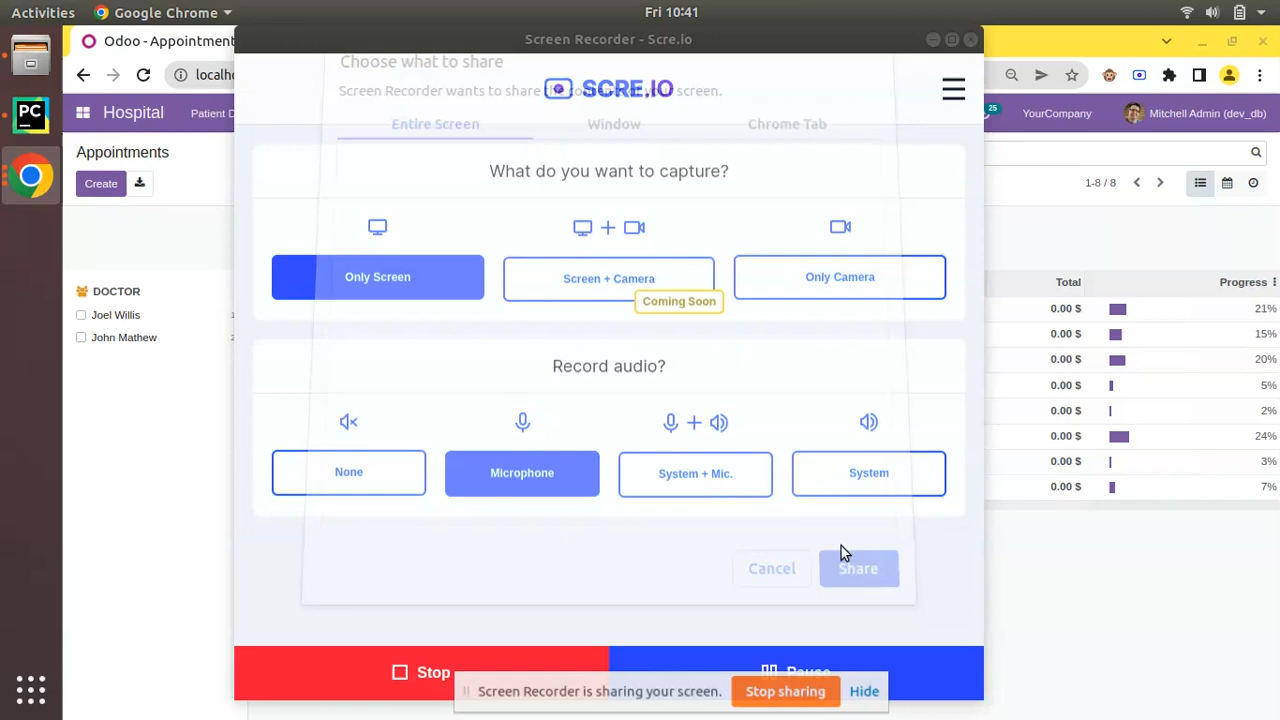 Activities
Google Chrome
Fri 10:41
Odoo - Appointment
Screen Recorder - Scre.io
Choose what to share
Screen Recorder wants to share the contents of your screen.
SCRE.IO
Entire Screen
Window
Chrome Tab
Hospital
25
YourCompany
Mitchell Admin (dev_db)
Appointments
Create
1-8 / 8
What do you want to capture?
Only Screen
Screen + Camera
Only Camera
Coming Soon
DOCTOR
Joel Willis
John Mathew
Total
Progress
0.00 $
21%
0.00 $
15%
0.00 $
20%
0.00 $
5%
0.00 $
2%
0.00 $
24%
0.00 $
3%
0.00 $
7%
Record audio?
None
Microphone
System + Mic.
System
Cancel
Share
Stop
Pause
Screen Recorder is sharing your screen.
Stop sharing
Hide
PC